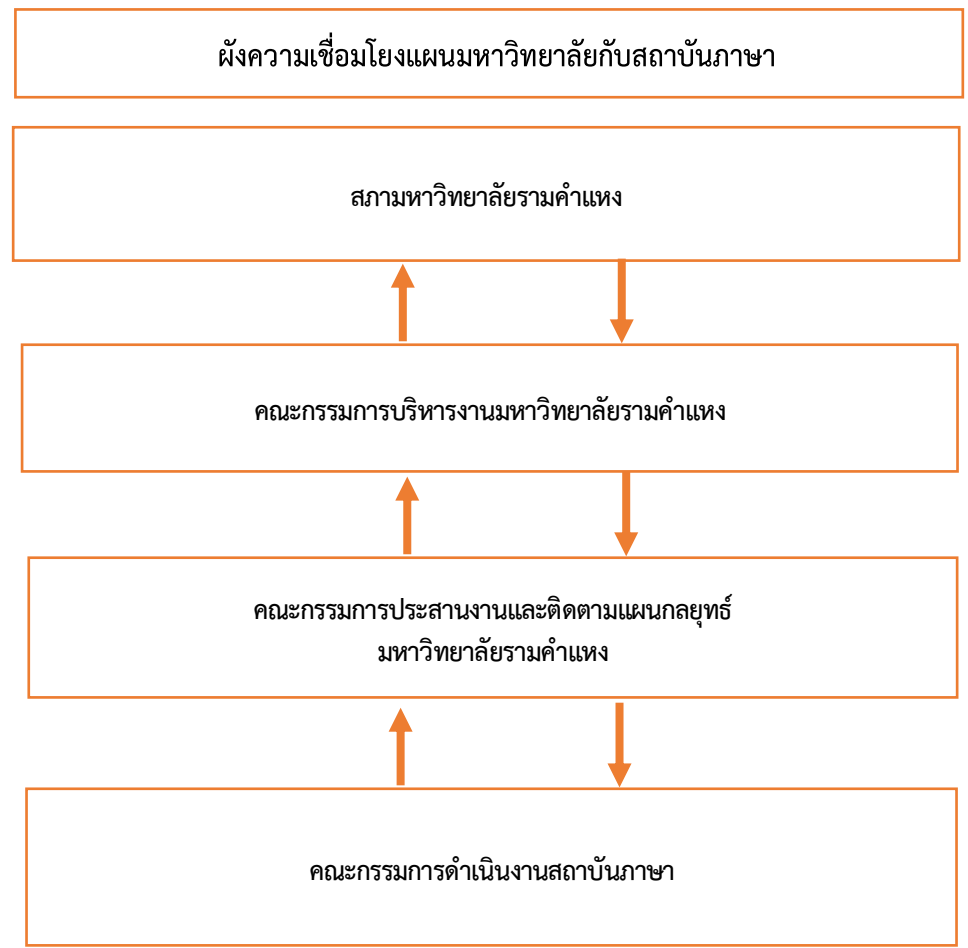 ผังความเชื่อมโยงแผนมหาวิทยาลัยกับสถาบันภาษา
สภามหาวิทยาลัยรามคำแหง
คณะกรรมการบริหารงานมหาวิทยาลัยรามคำแหง
คณะกรรมการประสานงานและติดตามแผนกลยุทธ์
มหาวิทยาลัยรามคำแหง
คณะกรรมการดำเนินงานสถาบันภาษา